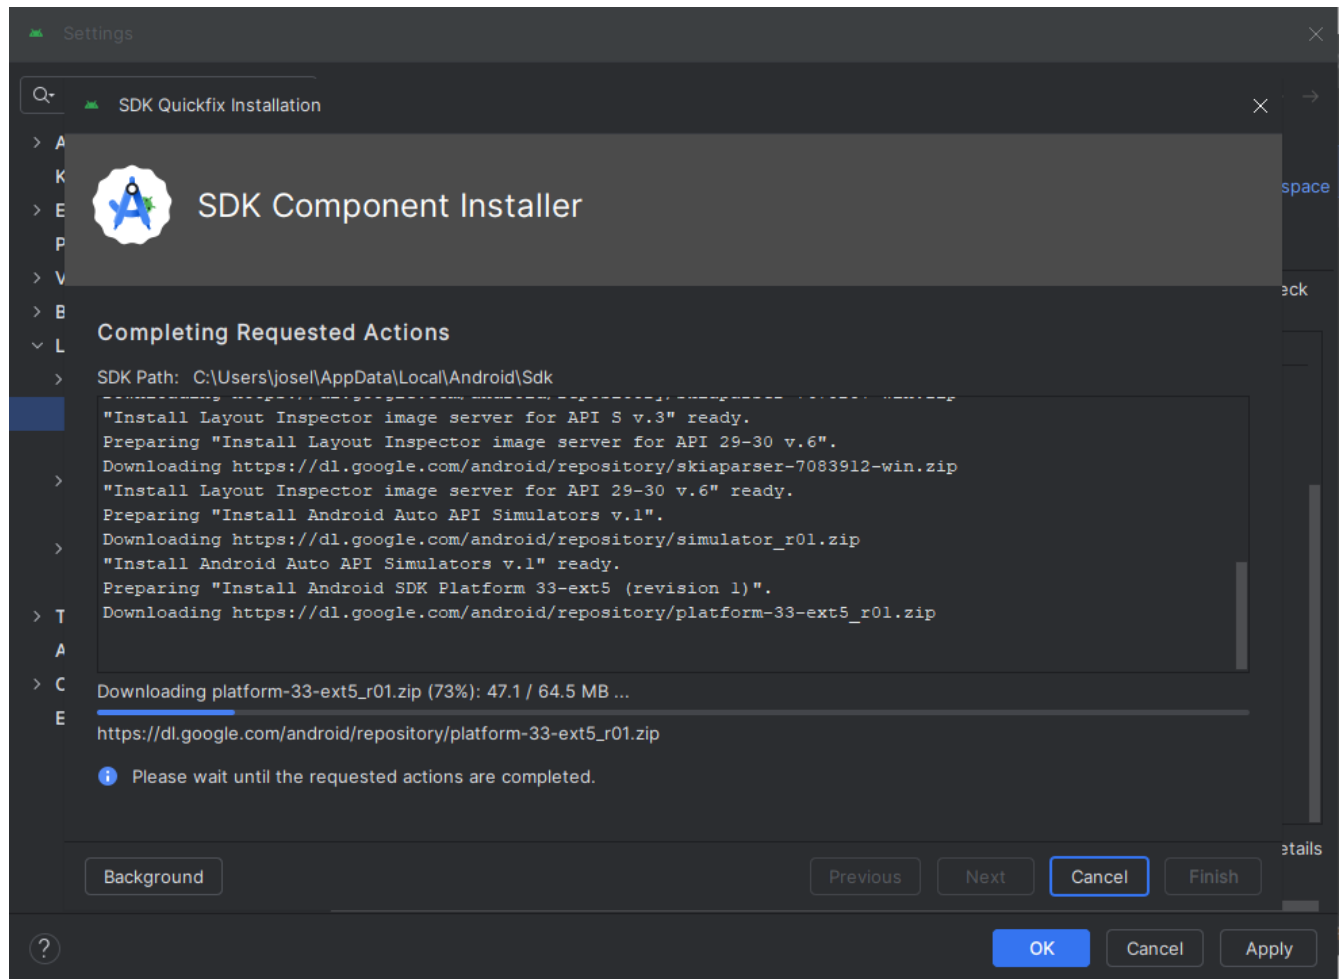 Settings
SDK Quickfix Installation
A
K
SDK Component Installer
space
E
P
V
eck
B
Completing Requested Actions
L
SDK Path: C:\Users\josel\AppData\Local\Android\Sdk
"Install Layout Inspector image server for API S v.3" ready.
Preparing "Install Layout Inspector image server for API 29-30 v.6".
Downloading https://dl.google.com/android/repository/skiaparser-7083912-win.zip
"Install Layout Inspector image server for API 29-30 v.6" ready.
Preparing "Install Android Auto API Simulators v.1".
Downloading https://dl.google.com/android/repository/simulator_r01.zip
"Install Android Auto API Simulators v.1" ready.
Preparing "Install Android SDK Platform 33-ext5 (revision 1)".
Downloading https://dl.google.com/android/repository/platform-33-ext5_r01.zip
T
A
C
Downloading platform-33-ext5_r01.zip (73%): 47.1 / 64.5 MB ...
E
https://dl.google.com/android/repository/platform-33-ext5_r01.zip
Please wait until the requested actions are completed.
etails
Background Previous Next Cancel Finish
? OK Cancel Apply